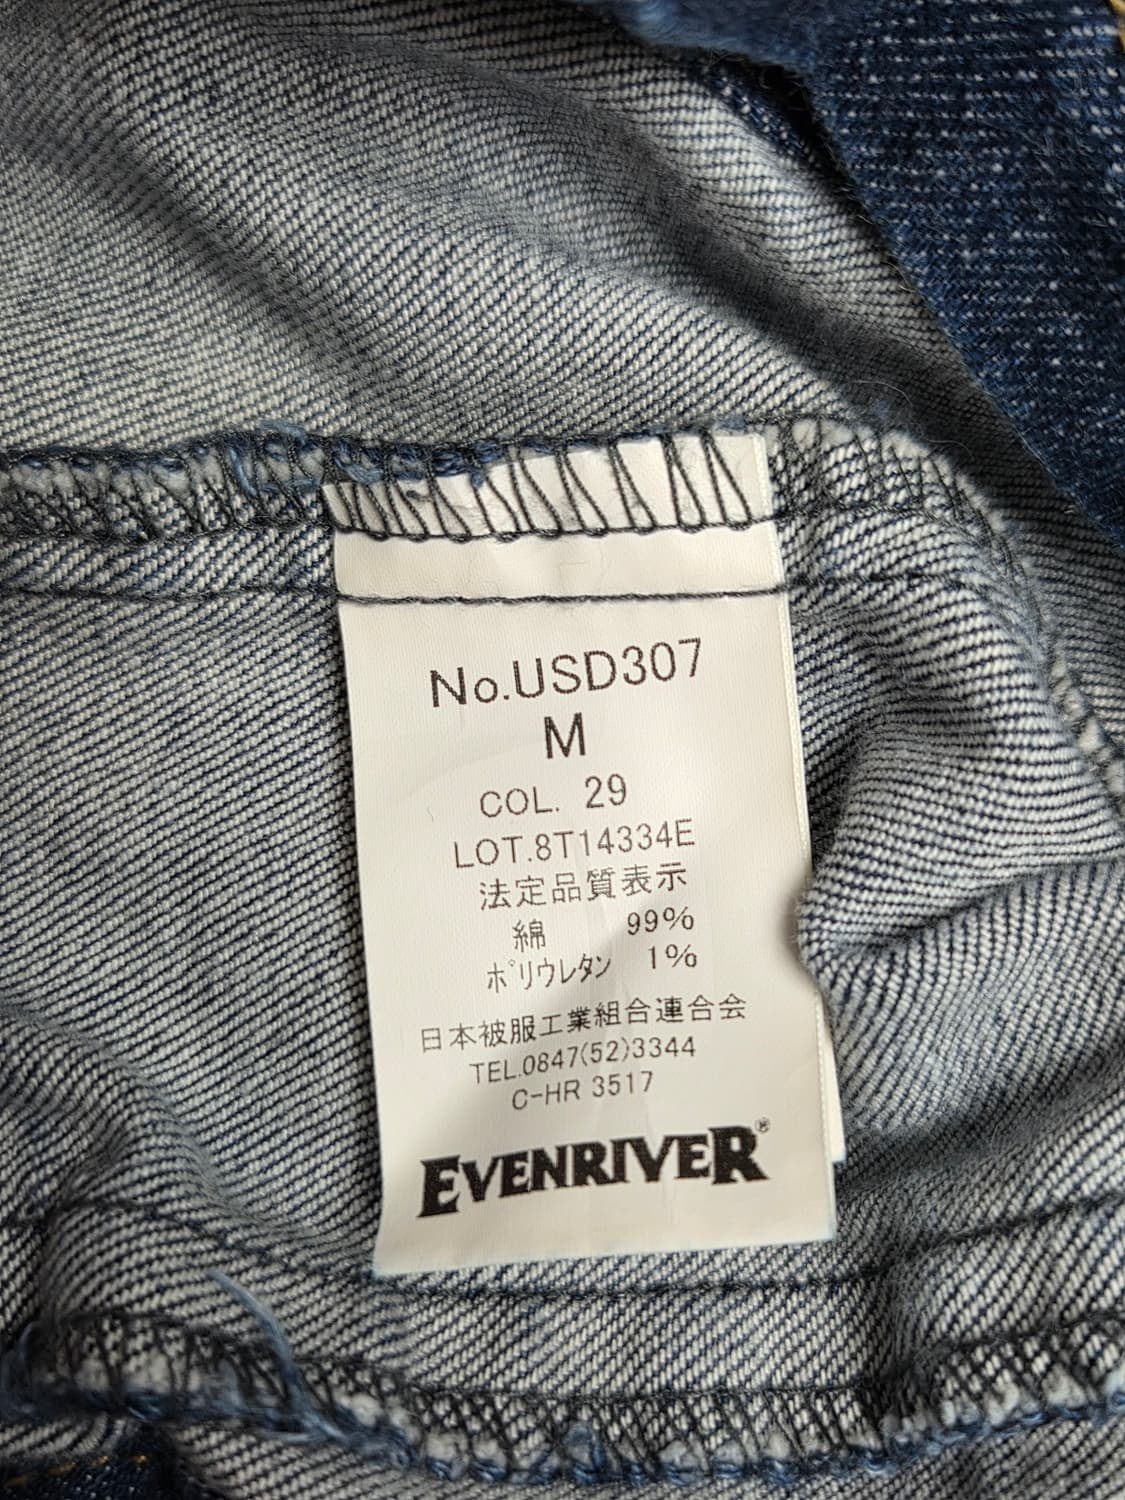 No.USD307
M
COL. 29
LOT.8T14334E
法定品質表示
綿 99%
ポリウレタン 1%
日本被服工業組合連合会
TEL.0847(52)3344
C-HR 3517
EVENRIVER®